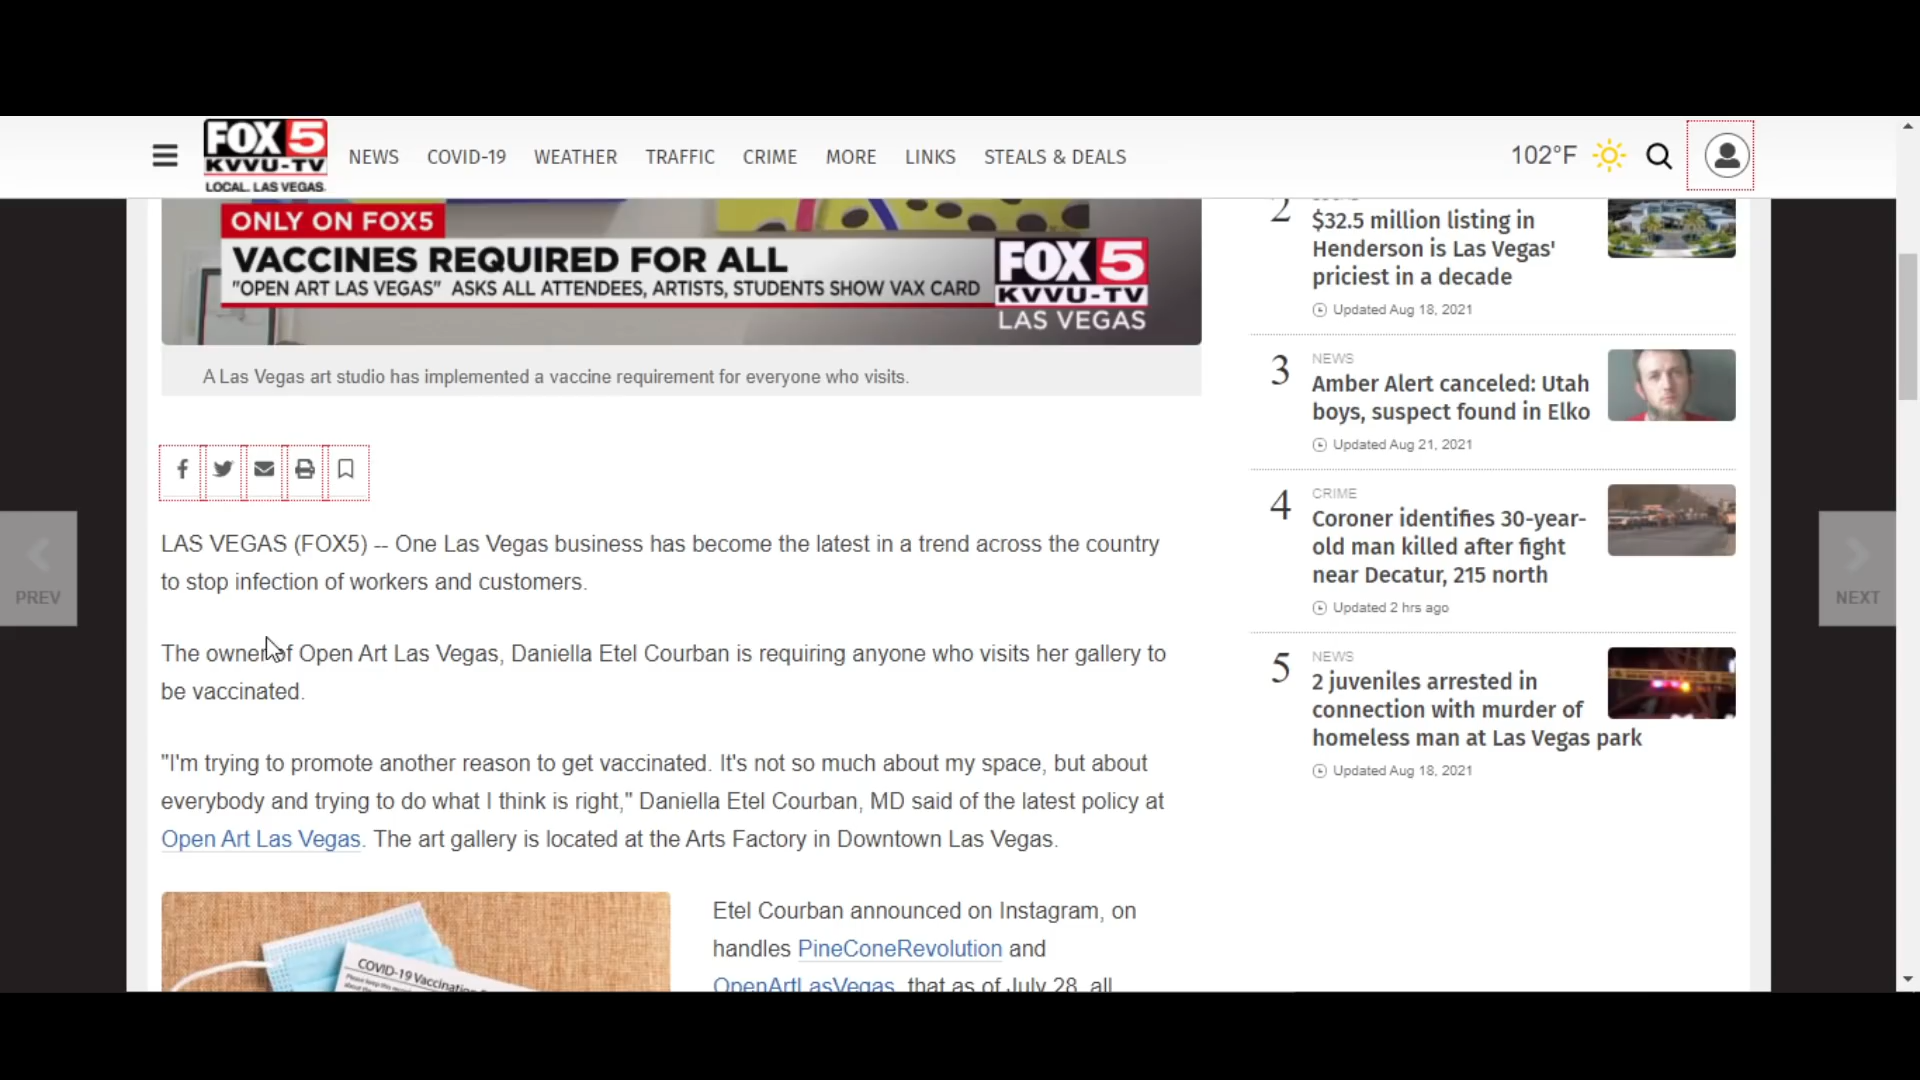 FOX 5
KVVU-TV
LOCAL. LAS VEGAS.
NEWS COVID-19 WEATHER TRAFFIC CRIME MORE LINKS STEALS & DEALS
102°F
ONLY ON FOX5
VACCINES REQUIRED FOR ALL
"OPEN ART LAS VEGAS" ASKS ALL ATTENDEES, ARTISTS, STUDENTS SHOW VAX CARD
FOX 5
KVVU-TV
LAS VEGAS
A Las Vegas art studio has implemented a vaccine requirement for everyone who visits.
LAS VEGAS (FOX5) -- One Las Vegas business has become the latest in a trend across the country
to stop infection of workers and customers.
The owner of Open Art Las Vegas, Daniella Etel Courban is requiring anyone who visits her gallery to
be vaccinated.
"I'm trying to promote another reason to get vaccinated. It's not so much about my space, but about
everybody and trying to do what I think is right," Daniella Etel Courban, MD said of the latest policy at
Open Art Las Vegas. The art gallery is located at the Arts Factory in Downtown Las Vegas.
COVID-19 Vaccination
Etel Courban announced on Instagram, on
handles PineConeRevolution and
OpenArtLasVegas, that as of July 28, all
2
$32.5 million listing in
Henderson is Las Vegas'
priciest in a decade
Updated Aug 18, 2021
3
NEWS
Amber Alert canceled: Utah
boys, suspect found in Elko
Updated Aug 21, 2021
4
CRIME
Coroner identifies 30-year-
old man killed after fight
near Decatur, 215 north
Updated 2 hrs ago
5
NEWS
2 juveniles arrested in
connection with murder of
homeless man at Las Vegas park
Updated Aug 18, 2021
PREV
NEXT